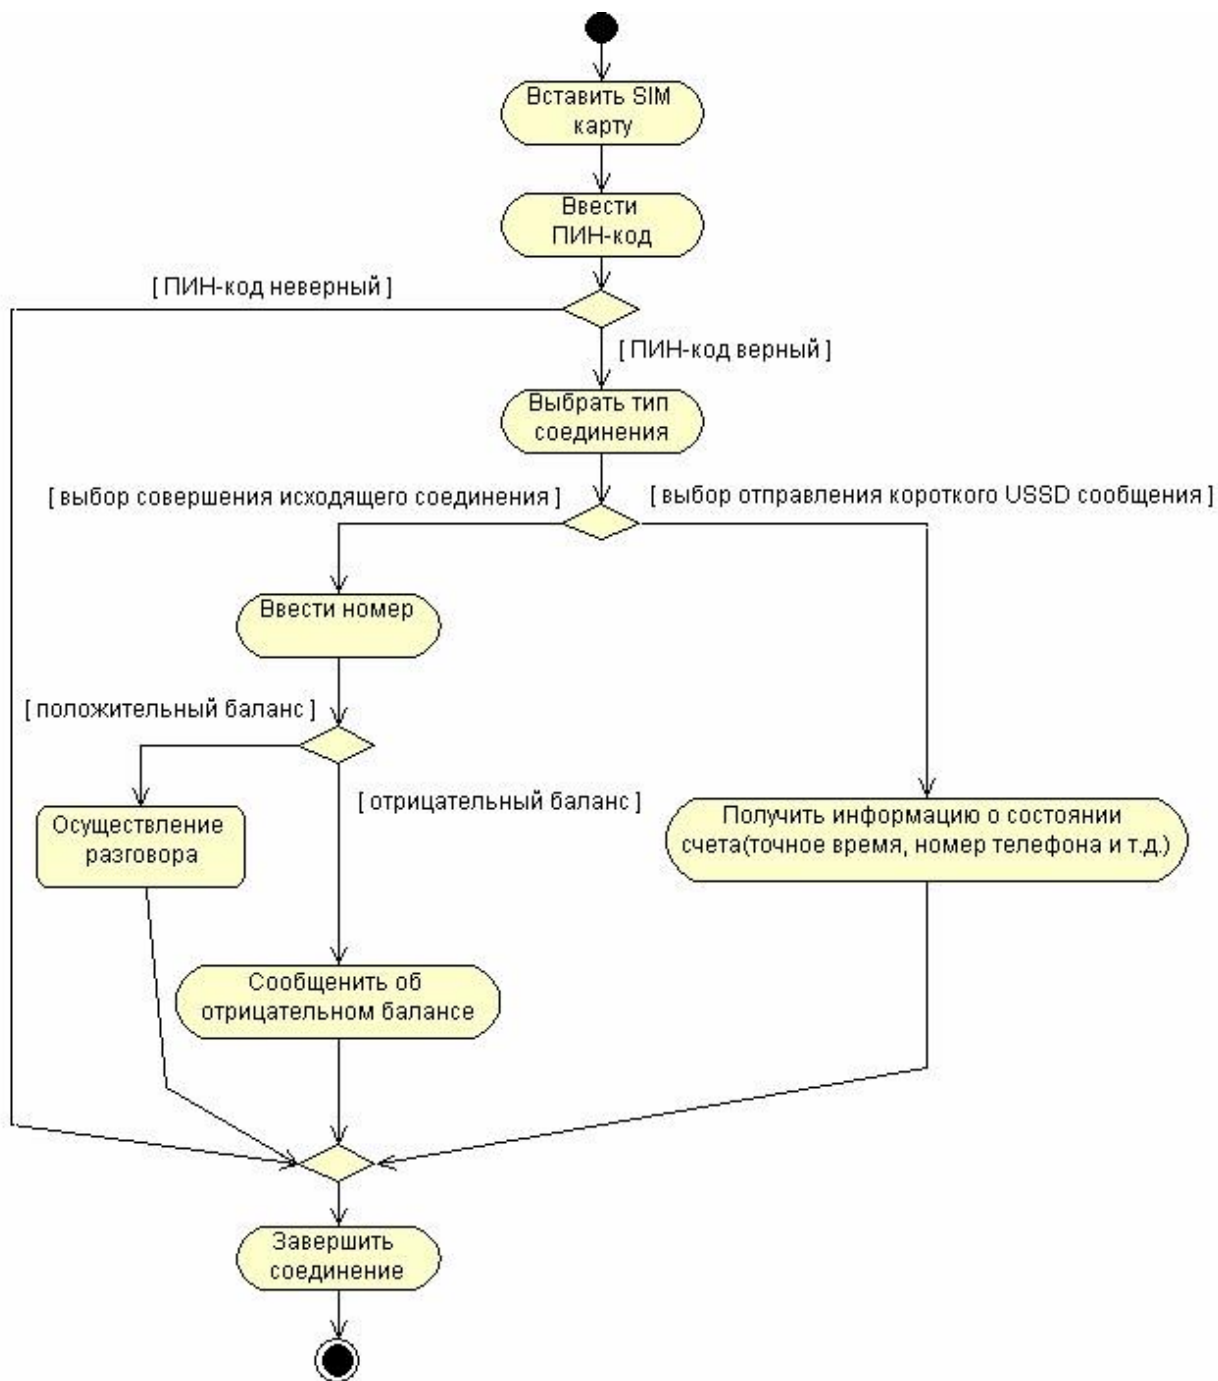 Вставить SIM
карту
Ввести
ПИН-код
[ ПИН-код неверный ]
[ ПИН-код верный ]
Выбрать тип
соединения
[ выбор совершения исходящего соединения ]
[ выбор отправления короткого USSD сообщения ]
Ввести номер
[ положительный баланс ]
[ отрицательный баланс ]
Осуществление
разговора
Получить информацию о состоянии
счета(точное время, номер телефона и т.д.)
Сообщенить об
отрицательном балансе
Завершить
соединение